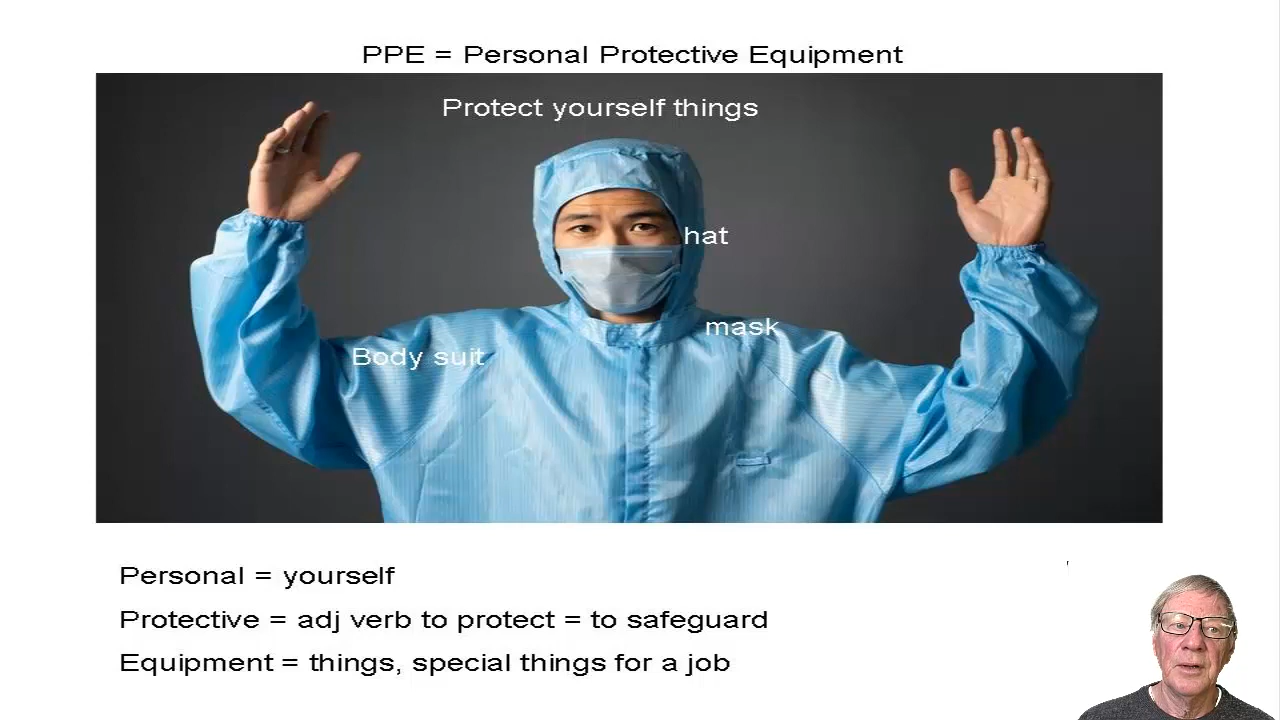 PPE = Personal Protective Equipment
Protect yourself things
hat
mask
Body suit
Personal = yourself
Protective = adj verb to protect = to safeguard
Equipment = things, special things for a job